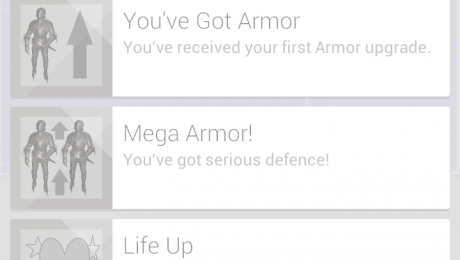 You've Got Armor
You've received your first Armor upgrade.
Mega Armor!
You've got serious defence!
Life Up